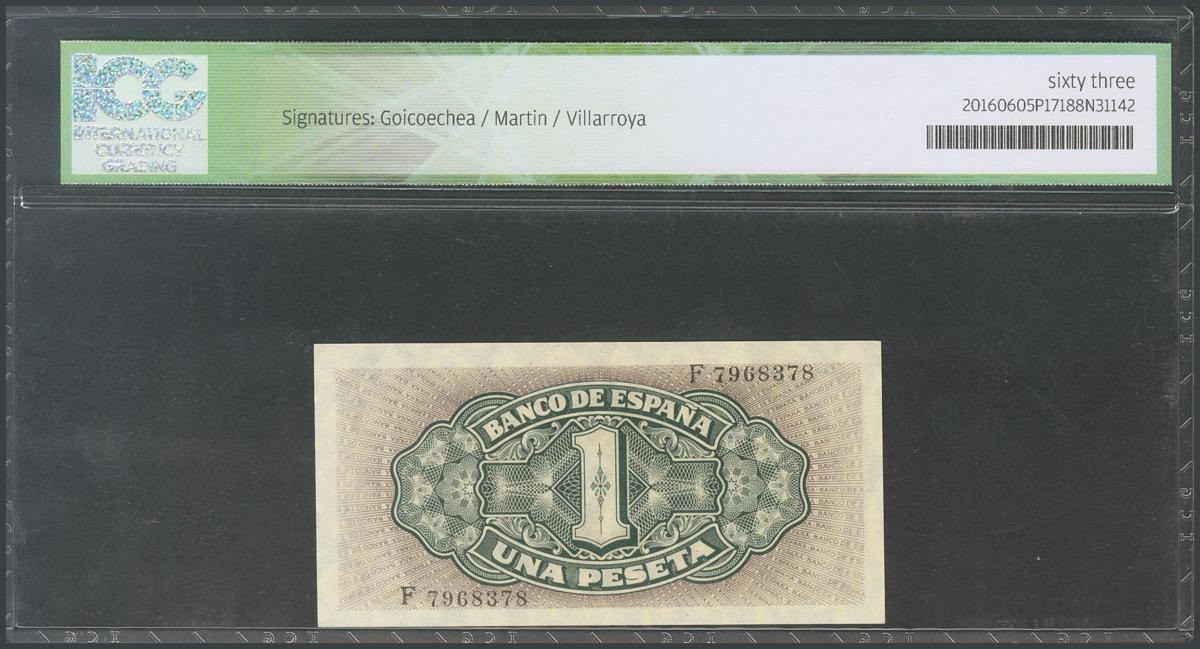 ICG
INTERNATIONAL
CURRENCY
GRADING
Signatures: Goicoechea / Martin / Villarroya
sixty three
20160605P17188N31142
F 7968378
BANCO DE ESPAÑA
1
UNA PESETA
F 7968378